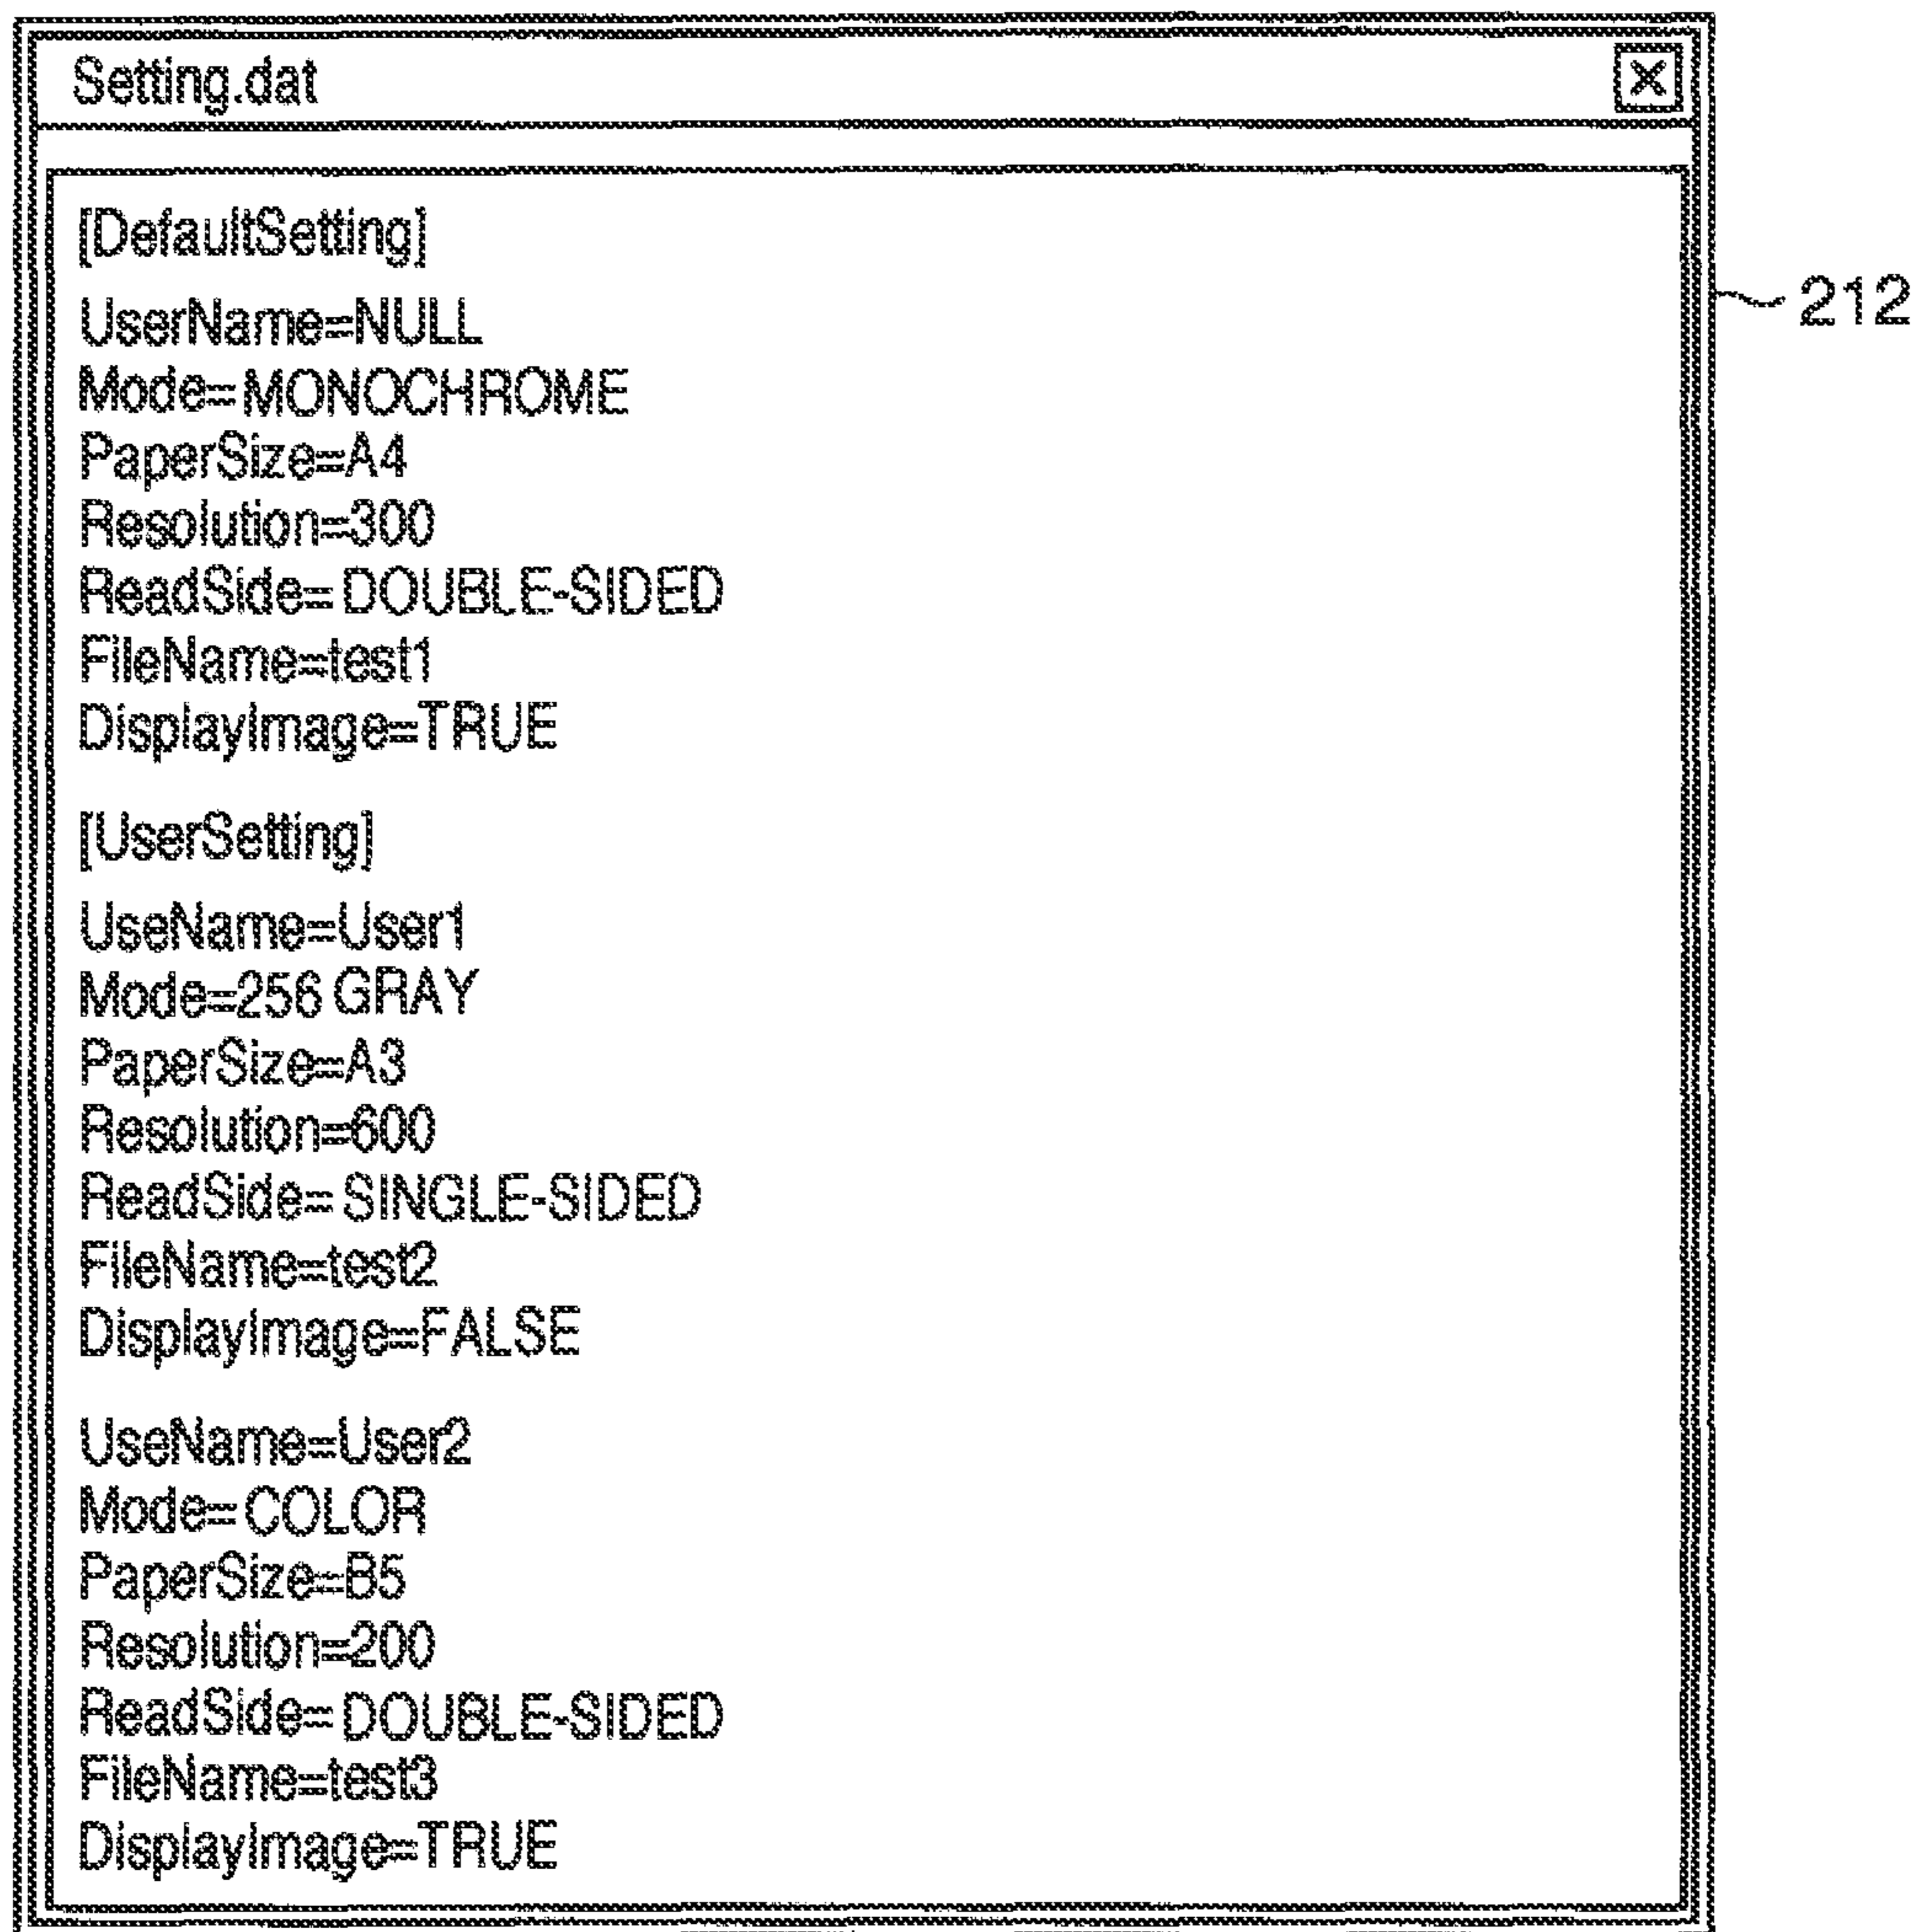 Setting.dat
[DefaultSetting]
212
UserName=NULL
Mode=MONOCHROME
PaperSize=A4
Resolution=300
ReadSide=DOUBLE-SIDED
FileName=test1
DisplayImage=TRUE
[UserSetting]
UseName=User1
Mode=256 GRAY
PaperSize=A3
Resolution=600
ReadSide=SINGLE-SIDED
FileName=test2
DisplayImage=FALSE
UseName=User2
Mode=COLOR
PaperSize=B5
Resolution=200
ReadSide=DOUBLE-SIDED
FileName=test3
DisplayImage=TRUE